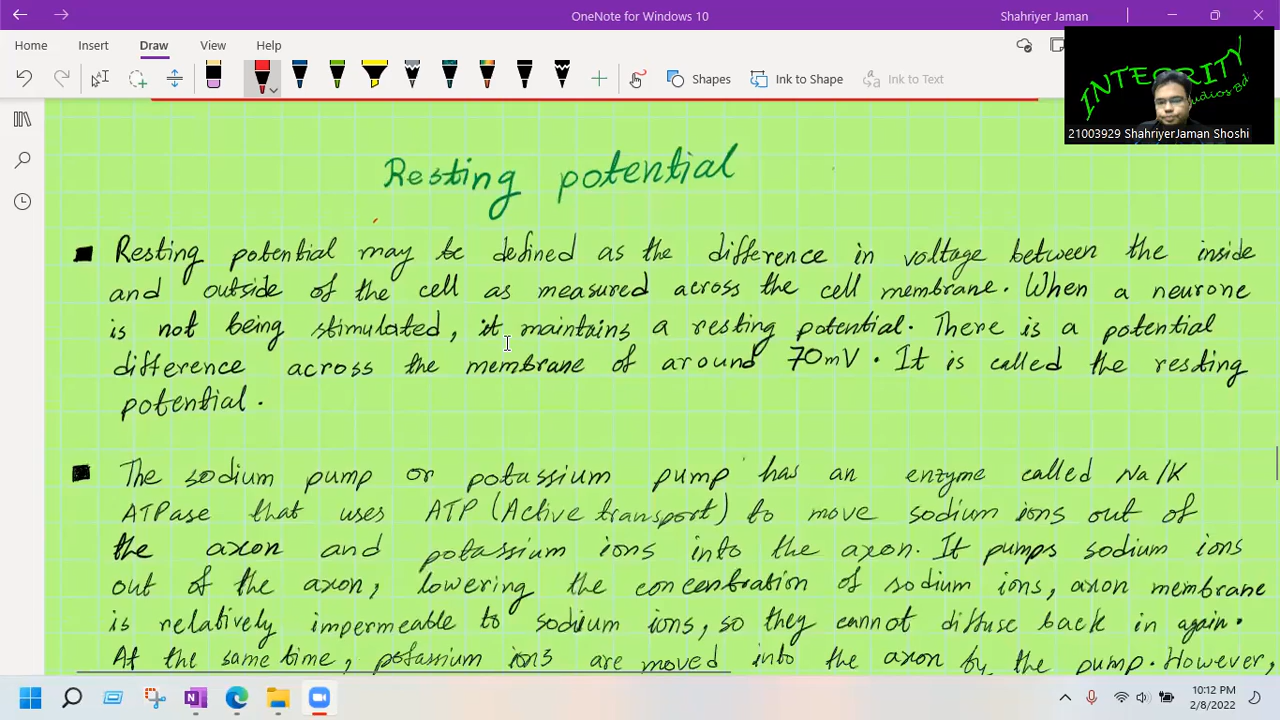 OneNote for Windows 10
Shahriyer Jaman
Home Insert Draw View Help
Shapes Ink to Shape Ink to Text
INTEGRITY
StudiosBd
21003929 ShahriyerJaman Shoshi
Resting potential
Resting potential may be defined as the difference in voltage between the inside
and outside of the cell as measured across the cell membrane. When a neurone
is not being stimulated, it maintains a resting potential. There is a potential
difference across the membrane of around 70mV. It is called the resting
potential.
The sodium pump or potassium pump has an enzyme called Na/K
ATPase that uses ATP (Active transport) to move sodium ions out of
the axon and potassium ions into the axon. It pumps sodium ions
out of the axon, lowering the concentration of sodium ions, axon membrane
is relatively impermeable to sodium ions, so they cannot diffuse back in again.
At the same time, potassium ions are moved into the axon by the pump. However,
10:12 PM
2/8/2022